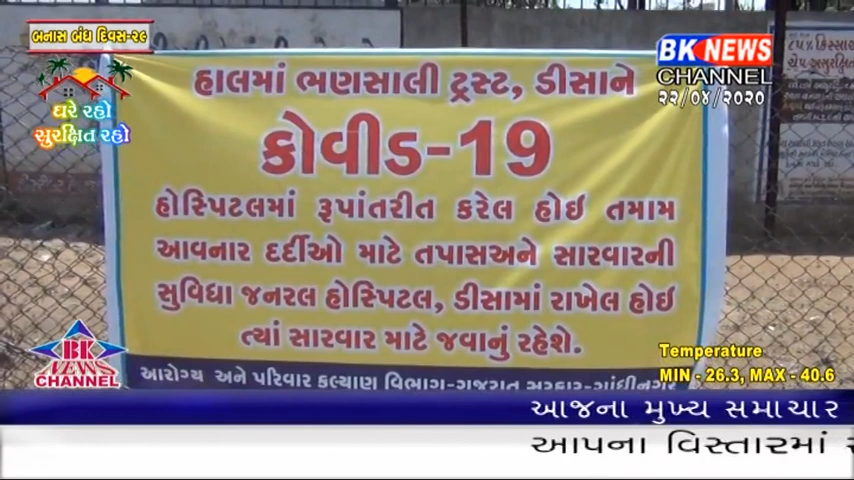 બનાસ બંધ દિવસ-૨૯
ઘરે રહો
સુરક્ષિત રહો
BK NEWS
CHANNEL
૨૨/૦૪/૨૦૨૦
હાલમાં ભણસાલી ટ્રસ્ટ, ડીસાને
કોવીડ-19
હોસ્પિટલમાં રૂપાંતરીત કરેલ હોઇ તમામ
આવનાર દર્દીઓ માટે તપાસઅને સારવારની
સુવિધા જનરલ હોસ્પિટલ, ડીસામાં રાખેલ હોઇ
ત્યાં સારવાર માટે જવાનું રહેશે.
આરોગ્ય અને પરિવાર કલ્યાણ વિભાગ-ગુજરાત સરકાર-ગાંધીનગર
BK
NEWS
CHANNEL
Temperature
MIN - 26.3, MAX - 40.6
આજના મુખ્ય સમાચાર
આપના વિસ્તારમાં